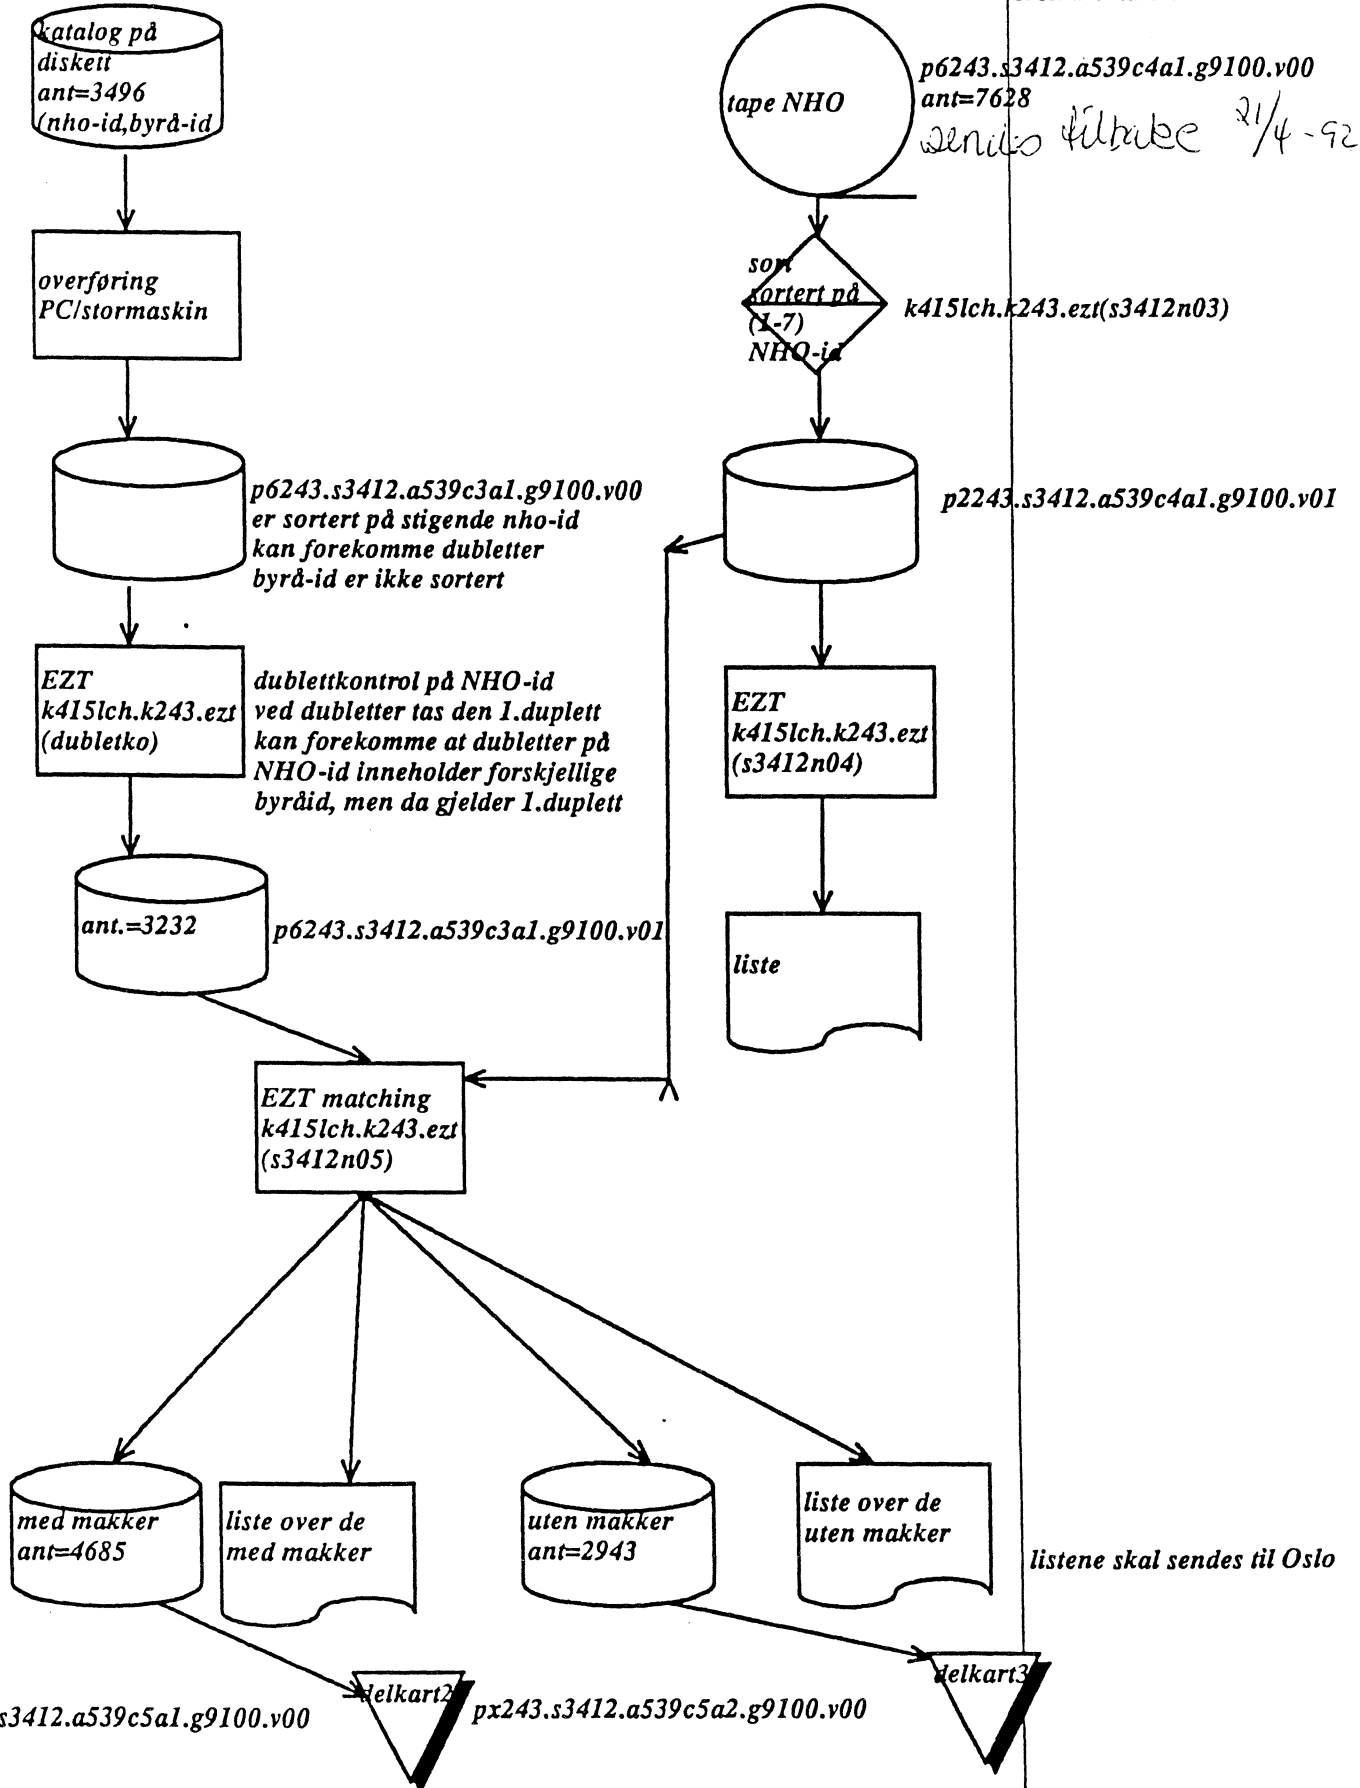 katalog på
diskett
ant=3496
(nho-id,byrå-id
tape NHO
p6243.s3412.a539c4a1.g9100.v00
ant=7628
tilbake 21/4-92
overføring
PC/stormaskin
sort
sortert på
(1-7)
NHO-id
k415lch.k243.ezt(s3412n03)
p6243.s3412.a539c3a1.g9100.v00
er sortert på stigende nho-id
kan forekomme dubletter
byrå-id er ikke sortert
p2243.s3412.a539c4a1.g9100.v01
EZT
k415lch.k243.ezt
(dubletko)
dublettkontrol på NHO-id
ved dubletter tas den 1.duplett
kan forekomme at dubletter på
NHO-id inneholder forskjellige
byråid, men da gjelder 1.duplett
EZT
k415lch.k243.ezt
(s3412n04)
ant.=3232
p6243.s3412.a539c3a1.g9100.v01
liste
EZT matching
k415lch.k243.ezt
(s3412n05)
med makker
ant=4685
liste over de
med makker
uten makker
ant=2943
liste over de
uten makker
listene skal sendes til Oslo
delkart2
delkart3
s3412.a539c5a1.g9100.v00
px243.s3412.a539c5a2.g9100.v00